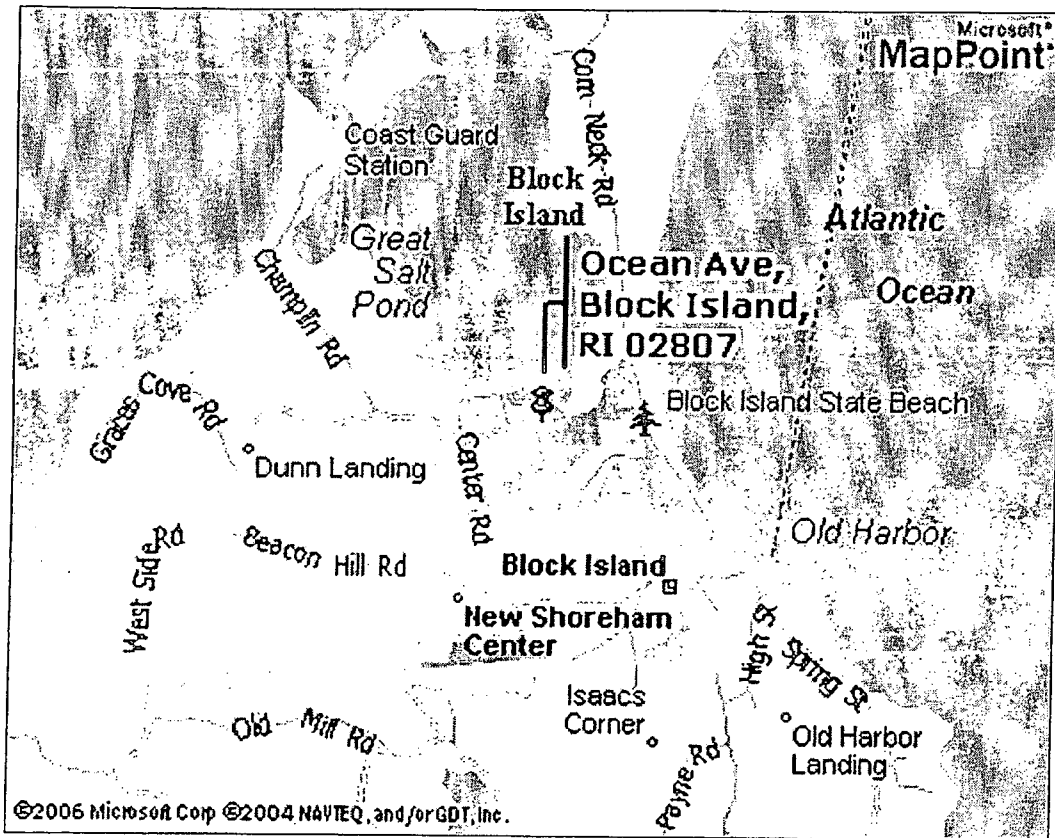 Microsoft®
MapPoint®
Corn Neck Rd
Coast Guard
Station
Block
Island
Great
Salt
Pond
Atlantic
Ocean
Ocean Ave,
Block Island,
RI 02807
Champlin Rd
Block Island State Beach
Graces Cove Rd
Center Rd
Dunn Landing
Old Harbor
West Side Rd
Beacon Hill Rd
Block Island
New Shoreham
Center
High St
Spring St
Isaacs
Corner
Old Mill Rd
Payne Rd
Old Harbor
Landing
©2006 Microsoft Corp ©2004 NAVTEQ, and/or GDT, Inc.